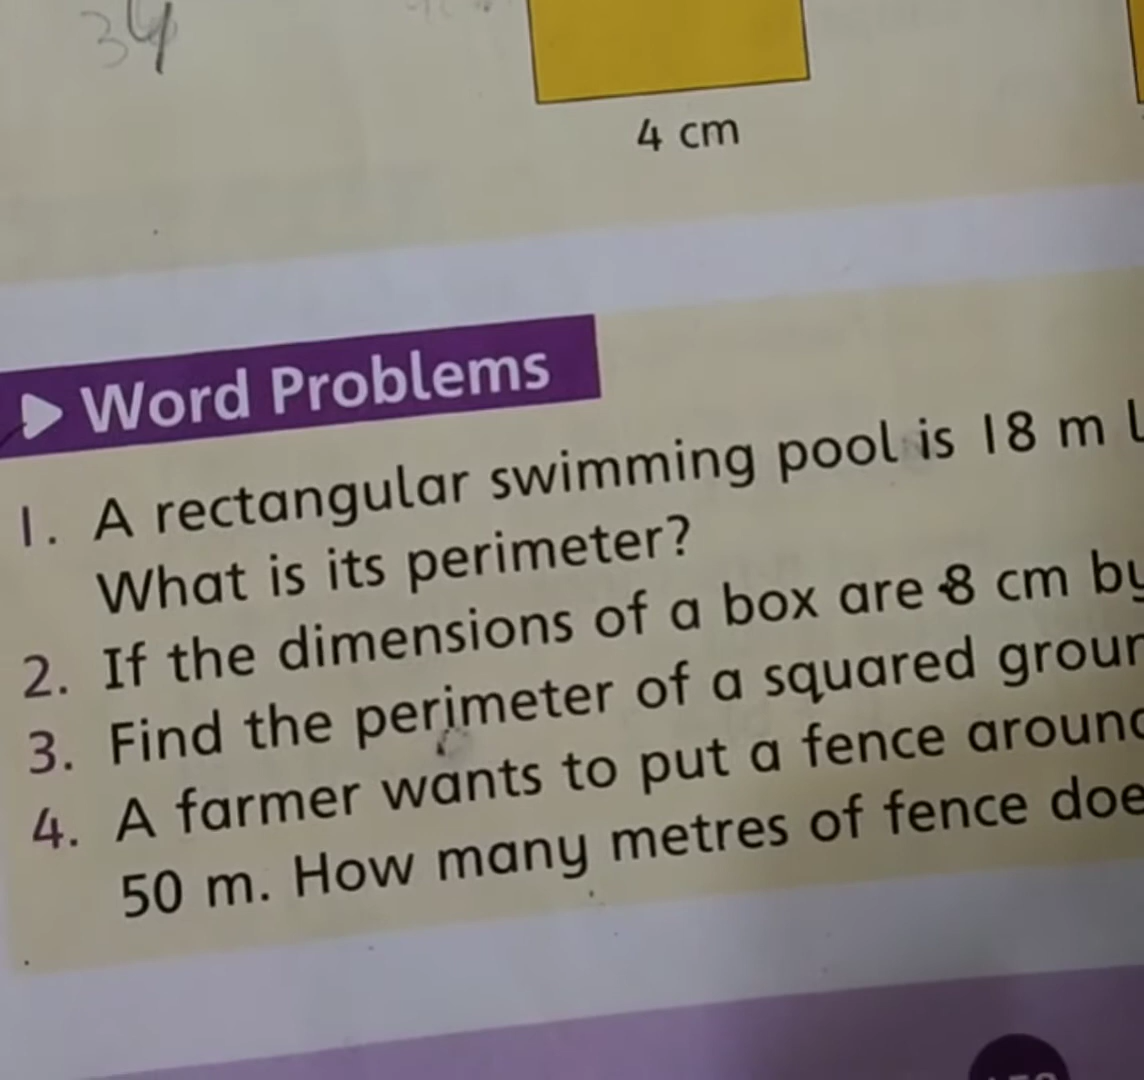 34
4 cm
Word Problems
1. A rectangular swimming pool is 18 m
What is its perimeter?
2. If the dimensions of a box are 8 cm by
3. Find the perimeter of a squared
4. A farmer wants to put a fence
50 m. How many metres of fence